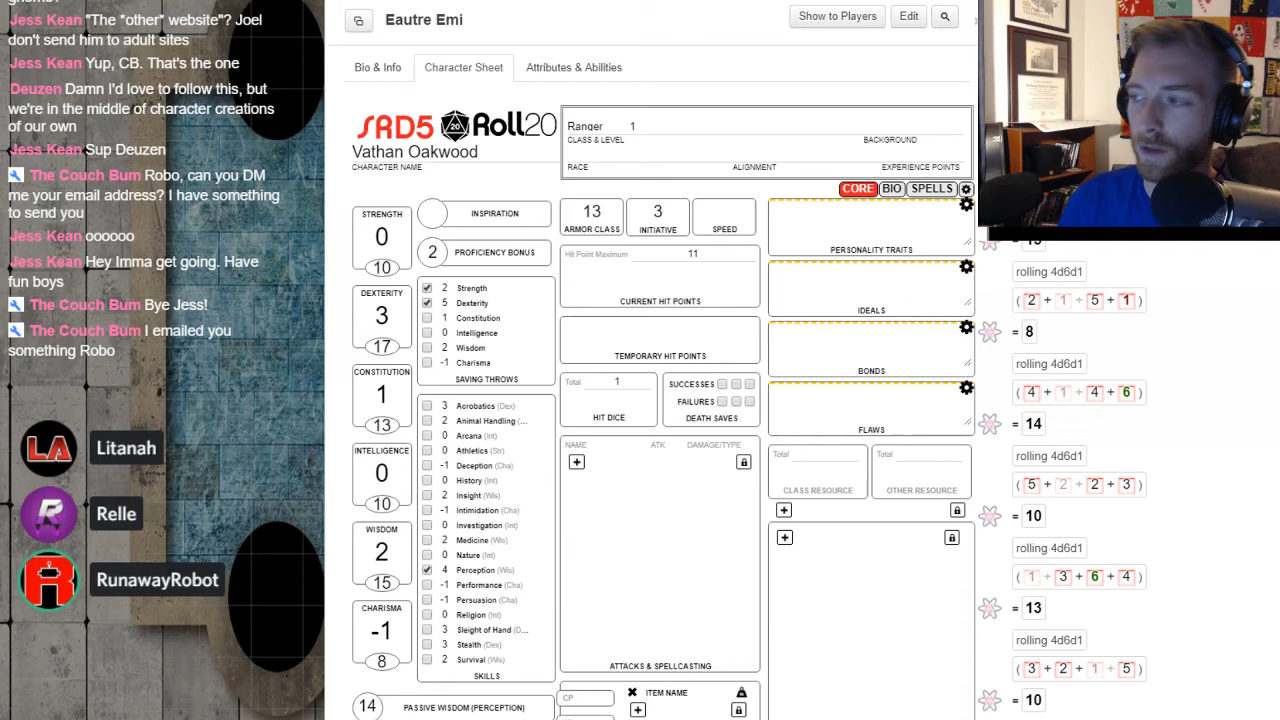 Jess Kean "The *other* website"? Joel
don't send him to adult sites
Jess Kean Yup, CB. That's the one
Deuzen Damn I'd love to follow this, but
we're in the middle of character creations
of our own
Jess Kean Sup Deuzen
The Couch Bum Robo, can you DM
me your email address? I have something
to send you
Jess Kean oooooo
Jess Kean Hey Imma get going. Have
fun boys
The Couch Bum Bye Jess!
The Couch Bum I emailed you
something Robo
LA Litanah
R Relle
RunawayRobot
Eautre Emi
Show to Players Edit
Bio & Info Character Sheet Attributes & Abilities
SRD5 20 Roll20
Vathan Oakwood
CHARACTER NAME
Ranger 1
CLASS & LEVEL BACKGROUND
RACE ALIGNMENT EXPERIENCE POINTS
CORE BIO SPELLS
STRENGTH
0
10
DEXTERITY
3
17
CONSTITUTION
1
13
INTELLIGENCE
0
10
WISDOM
2
15
CHARISMA
-1
8
INSPIRATION
2 PROFICIENCY BONUS
2 Strength
5 Dexterity
1 Constitution
0 Intelligence
2 Wisdom
-1 Charisma
SAVING THROWS
3 Acrobatics (Dex)
2 Animal Handling (...
0 Arcana (Int)
0 Athletics (Str)
-1 Deception (Cha)
0 History (Int)
2 Insight (Wis)
-1 Intimidation (Cha)
0 Investigation (Int)
2 Medicine (Wis)
0 Nature (Int)
4 Perception (Wis)
-1 Performance (Cha)
-1 Persuasion (Cha)
0 Religion (Int)
3 Sleight of Hand (D...
3 Stealth (Dex)
2 Survival (Wis)
SKILLS
14 PASSIVE WISDOM (PERCEPTION)
13
ARMOR CLASS
3
INITIATIVE
SPEED
Hit Point Maximum 11
CURRENT HIT POINTS
TEMPORARY HIT POINTS
Total 1
HIT DICE
SUCCESSES
FAILURES
DEATH SAVES
NAME ATK DAMAGE/TYPE
+
ATTACKS & SPELLCASTING
CP
ITEM NAME
+
PERSONALITY TRAITS
IDEALS
BONDS
FLAWS
Total
CLASS RESOURCE
Total
OTHER RESOURCE
+
+
rolling 4d6d1
(2+1+5+1)
= 8
rolling 4d6d1
(4+1+4+6)
= 14
rolling 4d6d1
(5+2+2+3)
= 10
rolling 4d6d1
(1+3+6+4)
= 13
rolling 4d6d1
(3+2+1+5)
= 10